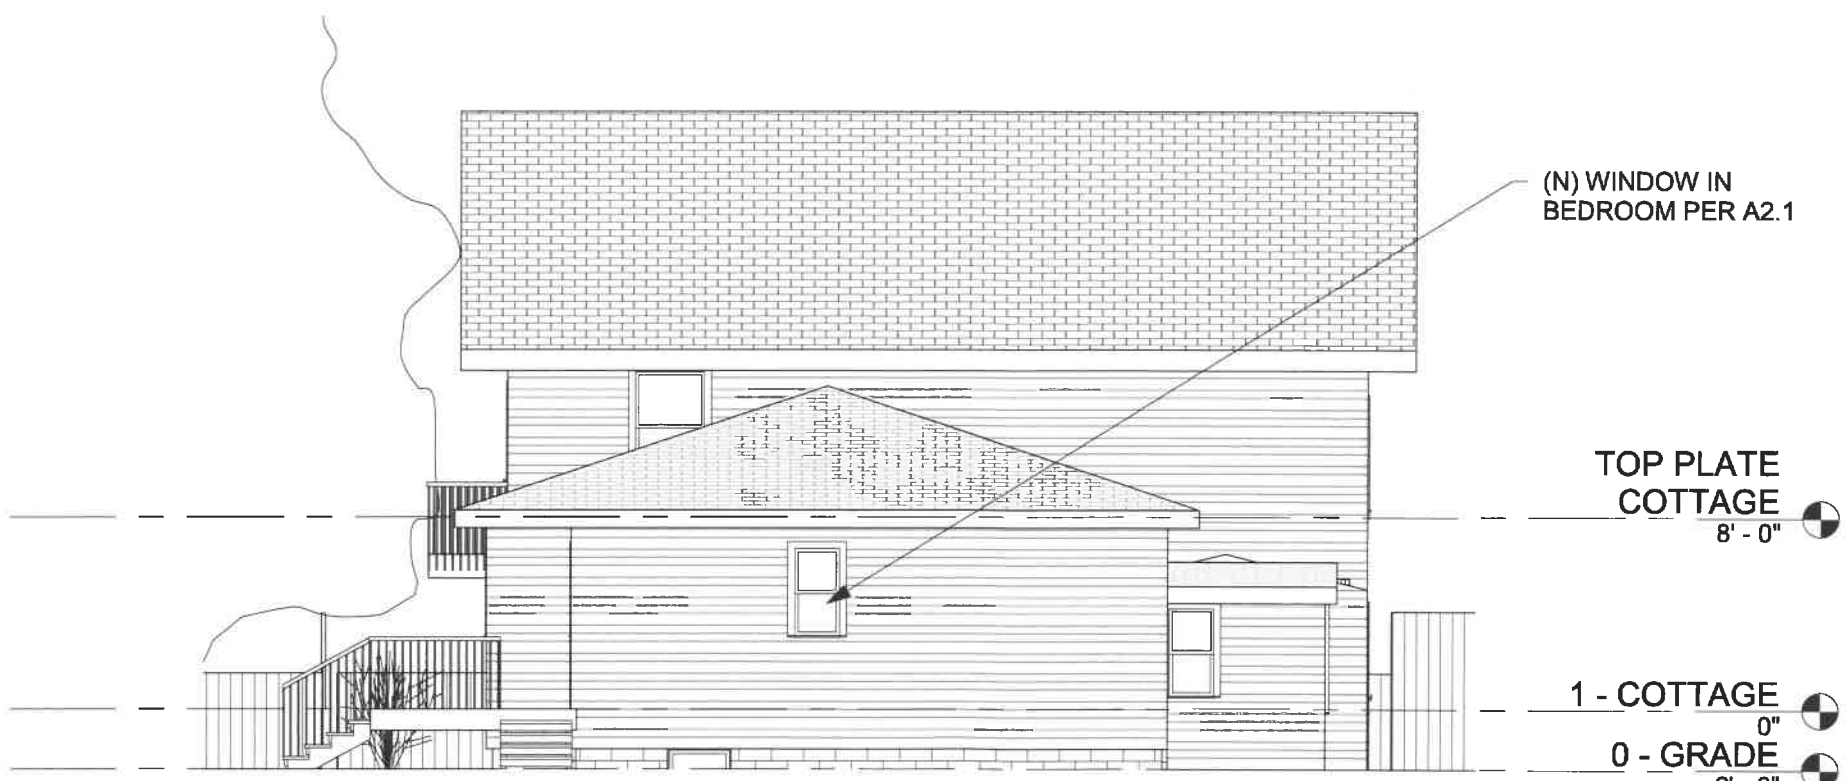 (N) WINDOW IN
BEDROOM PER A2.1
TOP PLATE
COTTAGE
8' - 0"
1 - COTTAGE
0"
0 - GRADE